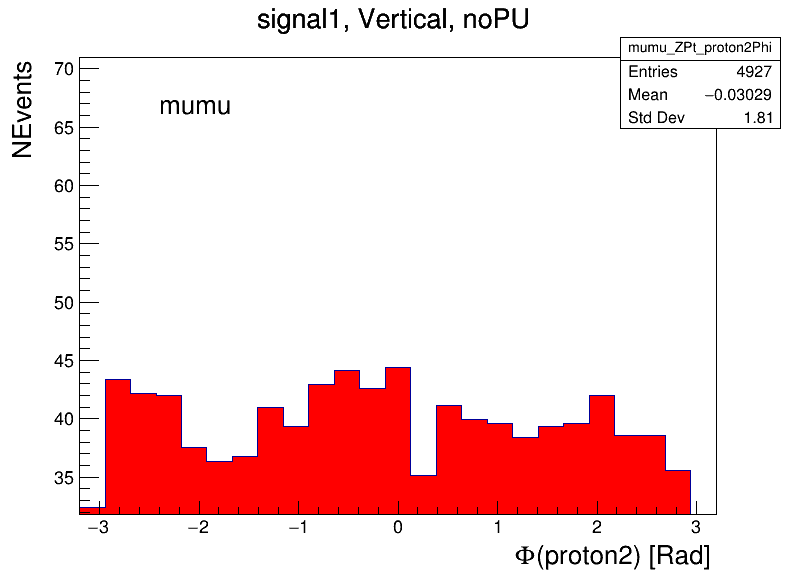 signal1, Vertical, noPU
mumu_ZPt_proton2Phi
Entries 4927
Mean −0.03029
Std Dev 1.81
NEvents
mumu
70
65
60
55
50
45
40
35
−3 −2 −1 0 1 2 3
Φ(proton2) [Rad]